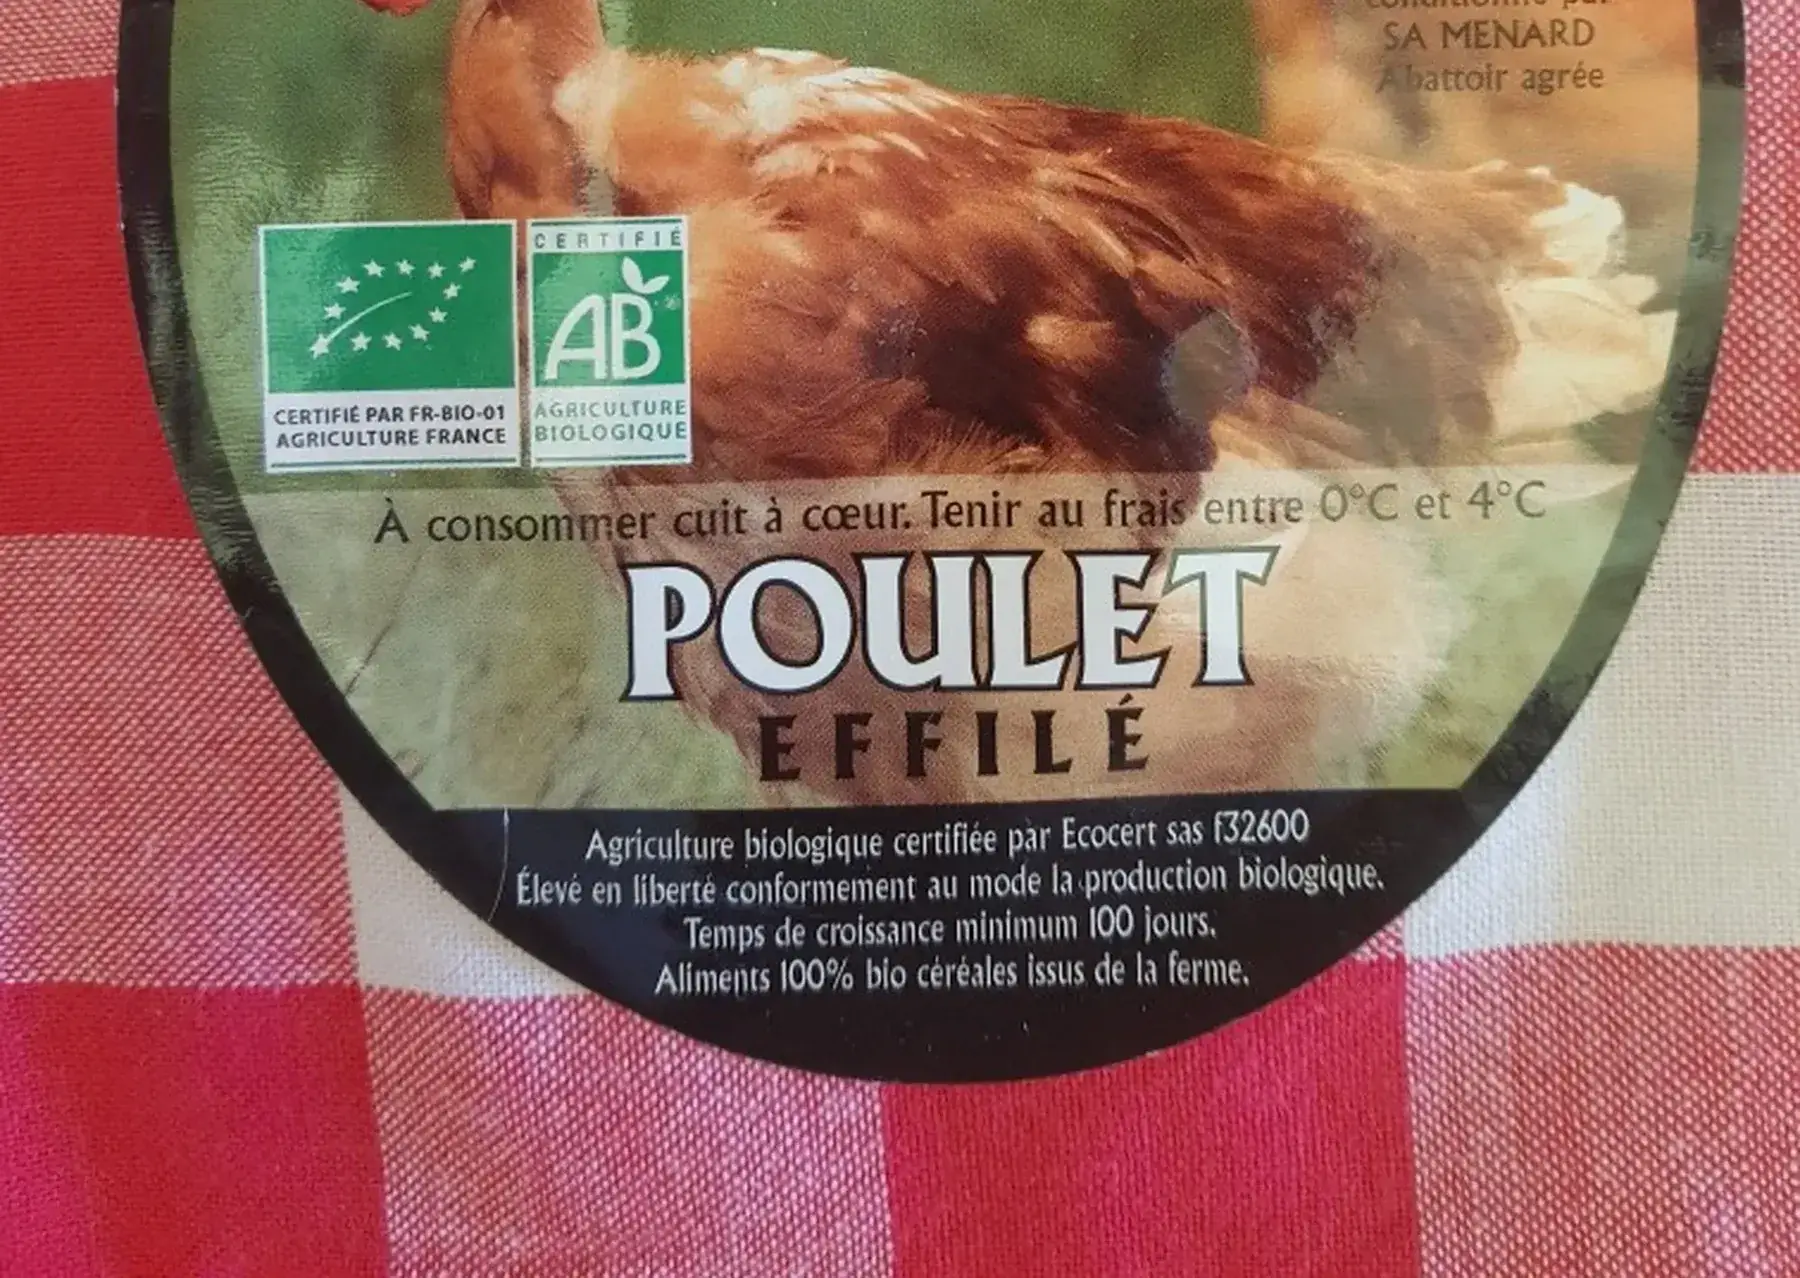 SA MENARD
Abattoir agrée
CERTIFIÉ
AB
CERTIFIÉ PAR FR-BIO-01
AGRICULTURE FRANCE
AGRICULTURE
BIOLOGIQUE
À consommer cuit à cœur. Tenir au frais entre 0°C et 4°C
POULET
EFFILÉ
Agriculture biologique certifiée par Ecocert sas f32600
Élevé en liberté conformement au mode la production biologique.
Temps de croissance minimum 100 jours.
Aliments 100% bio céréales issus de la ferme.